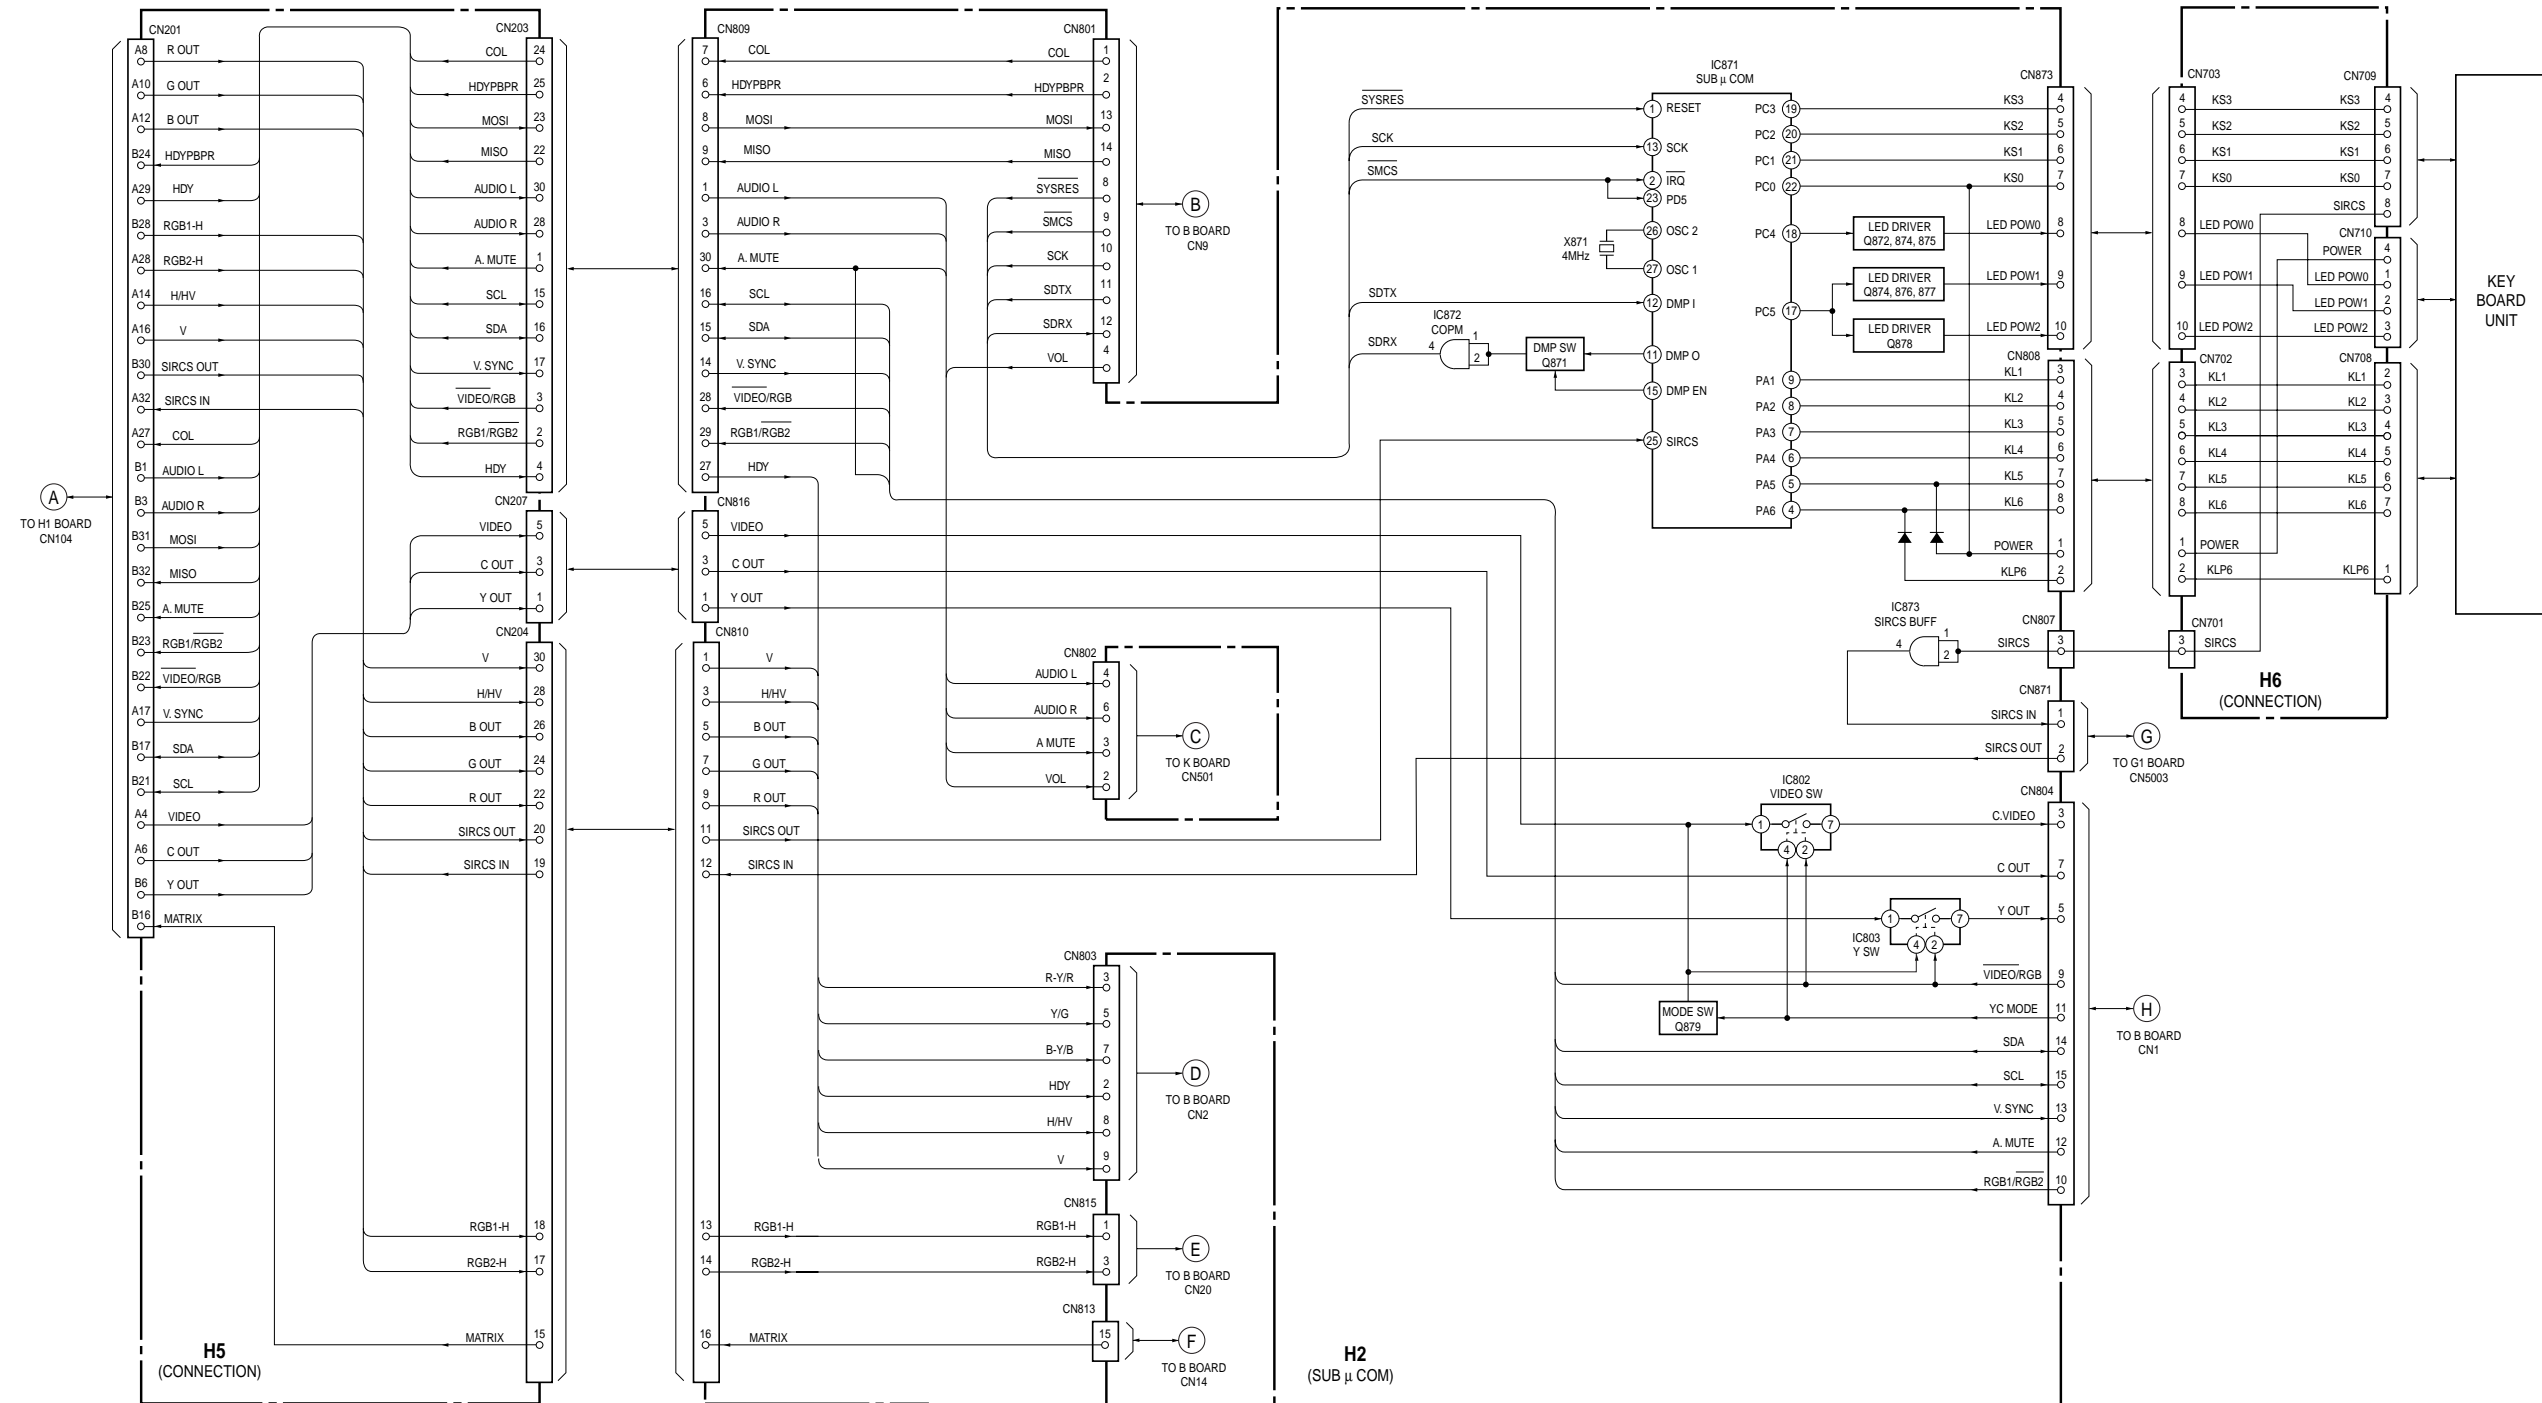 CN201
A8 R OUT
A10 G OUT
A12 B OUT
B24 HDYPBPR
A29 HDY
B28 RGB1-H
A28 RGB2-H
A14 H/HV
A16 V
B30 SIRCS OUT
A32 SIRCS IN
A27 COL
B1 AUDIO L
B3 AUDIO R
B31 MOSI
B32 MISO
B25 A. MUTE
B23 RGB1/RGB2
B22 VIDEO/RGB
A17 V. SYNC
B17 SDA
B21 SCL
A4 VIDEO
A6 C OUT
B6 Y OUT
B16 MATRIX
A
TO H1 BOARD
CN104
H5
(CONNECTION)
CN203
COL 24
HDYPBPR 25
MOSI 23
MISO 22
AUDIO L 30
AUDIO R 28
A. MUTE 1
SCL 15
SDA 16
V. SYNC 17
VIDEO/RGB 3
RGB1/RGB2 2
HDY 4
CN207
VIDEO 5
C OUT 3
Y OUT 1
CN204
V 30
H/HV 28
B OUT 26
G OUT 24
R OUT 22
SIRCS OUT 20
SIRCS IN 19
RGB1-H 18
RGB2-H 17
MATRIX 15
CN809
7 COL
6 HDYPBPR
8 MOSI
9 MISO
1 AUDIO L
3 AUDIO R
30 A. MUTE
16 SCL
15 SDA
14 V. SYNC
28 VIDEO/RGB
29 RGB1/RGB2
27 HDY
CN816
5 VIDEO
3 C OUT
1 Y OUT
CN810
1 V
3 H/HV
5 B OUT
7 G OUT
9 R OUT
11 SIRCS OUT
12 SIRCS IN
13 RGB1-H
14 RGB2-H
16 MATRIX
CN801
COL 1
2
HDYPBPR
MOSI 13
MISO 14
SYSRES 8
SMCS 9
SCK 10
SDTX 11
SDRX 12
VOL 4
B
TO B BOARD
CN9
CN802
AUDIO L 4
AUDIO R 6
A MUTE 3
VOL 2
C
TO K BOARD
CN501
CN803
R-Y/R 3
Y/G 5
B-Y/B 7
HDY 2
H/HV 8
V 9
D
TO B BOARD
CN2
CN815
RGB1-H 1
RGB2-H 3
E
TO B BOARD
CN20
CN813
15
F
TO B BOARD
CN14
H2
(SUB µ COM)
SYSRES
SCK
SMCS
SDTX
SDRX
X871
4MHz
IC872
COPM
4 1
2
DMP SW
Q871
IC871
SUB µ COM
1 RESET
13 SCK
2 IRQ
23 PD5
26 OSC 2
27 OSC 1
12 DMP I
11 DMP O
15 DMP EN
25 SIRCS
PC3 19
PC2 20
PC1 21
PC0 22
PC4 18
PC5 17
PA1 9
PA2 8
PA3 7
PA4 6
PA5 5
PA6 4
LED DRIVER
Q872, 874, 875
LED DRIVER
Q874, 876, 877
LED DRIVER
Q878
CN873
KS3 4
KS2 5
KS1 6
KS0 7
LED POW0 8
LED POW1 9
LED POW2 10
CN808
KL1 3
KL2 4
KL3 5
KL4 6
KL5 7
KL6 8
POWER 1
KLP6 2
IC873
SIRCS BUFF
4 1
2
CN807
SIRCS 3
CN871
SIRCS IN 1
SIRCS OUT 2
G
TO G1 BOARD
CN5003
IC802
VIDEO SW
1 7
4 2
IC803
Y SW
1 7
4 2
MODE SW
Q879
CN804
C.VIDEO 3
C OUT 7
Y OUT 5
VIDEO/RGB 9
YC MODE 11
SDA 14
SCL 15
V. SYNC 13
A. MUTE 12
RGB1/RGB2 10
H
TO B BOARD
CN1
CN703
4 KS3
5 KS2
6 KS1
7 KS0
8 LED POW0
9 LED POW1
10 LED POW2
CN702
3 KL1
4 KL2
5 KL3
6 KL4
7 KL5
8 KL6
1 POWER
2 KLP6
CN701
3 SIRCS
H6
(CONNECTION)
CN709
KS3 4
KS2 5
KS1 6
KS0 7
SIRCS 8
CN710
POWER 4
LED POW0 1
LED POW1 2
LED POW2 3
CN708
KL1 2
KL2 3
KL3 4
KL4 5
KL5 6
KL6 7
KLP6 1
KEY
BOARD
UNIT